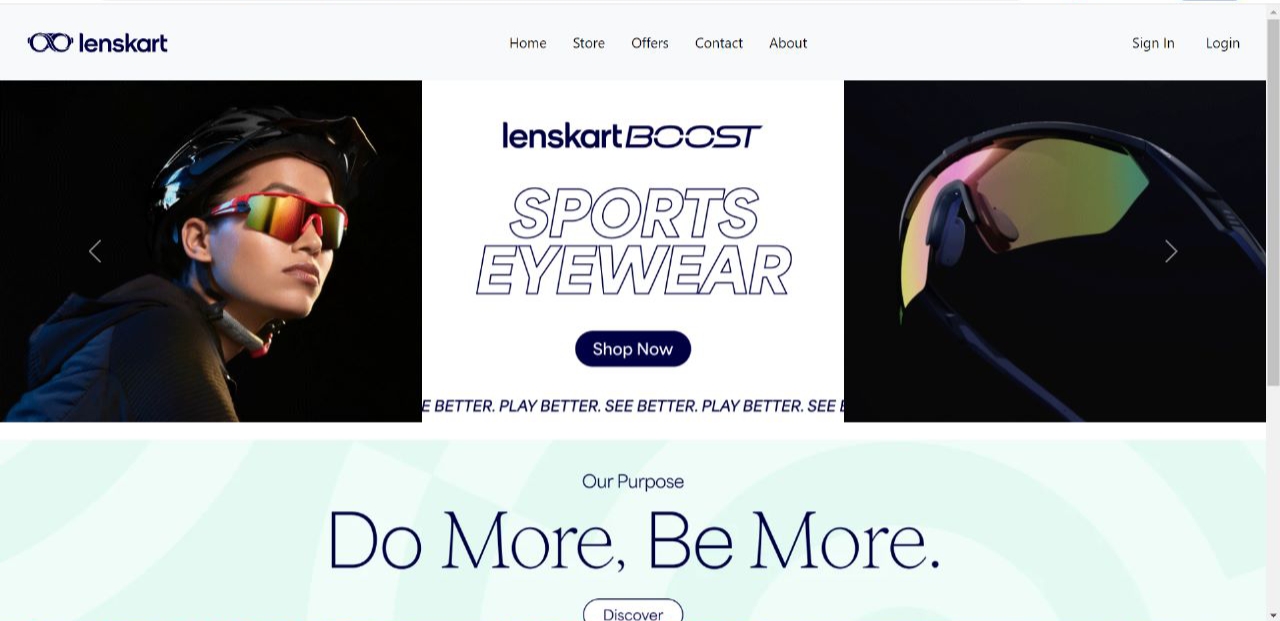 lenskart
Home Store Offers Contact About
Sign In Login
lenskart BOOST
SPORTS
EYEWEAR
Shop Now
E BETTER. PLAY BETTER. SEE BETTER. PLAY BETTER. SEE
Our Purpose
Do More, Be More.
Discover